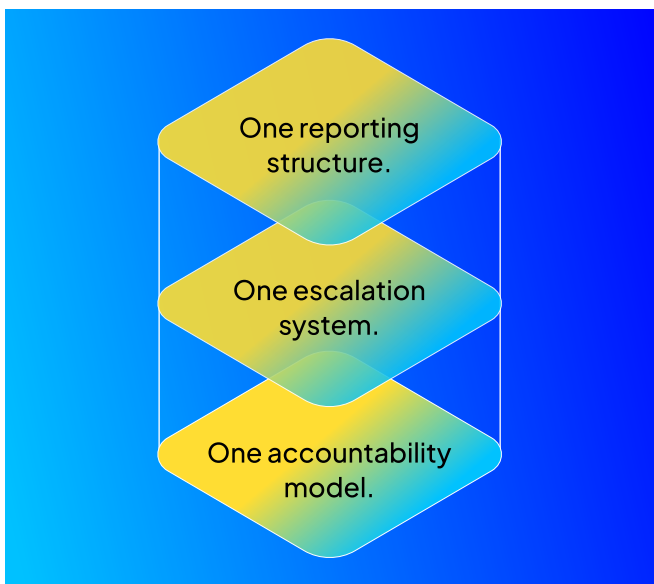 One reporting
structure.
One escalation
system.
One accountability
model.